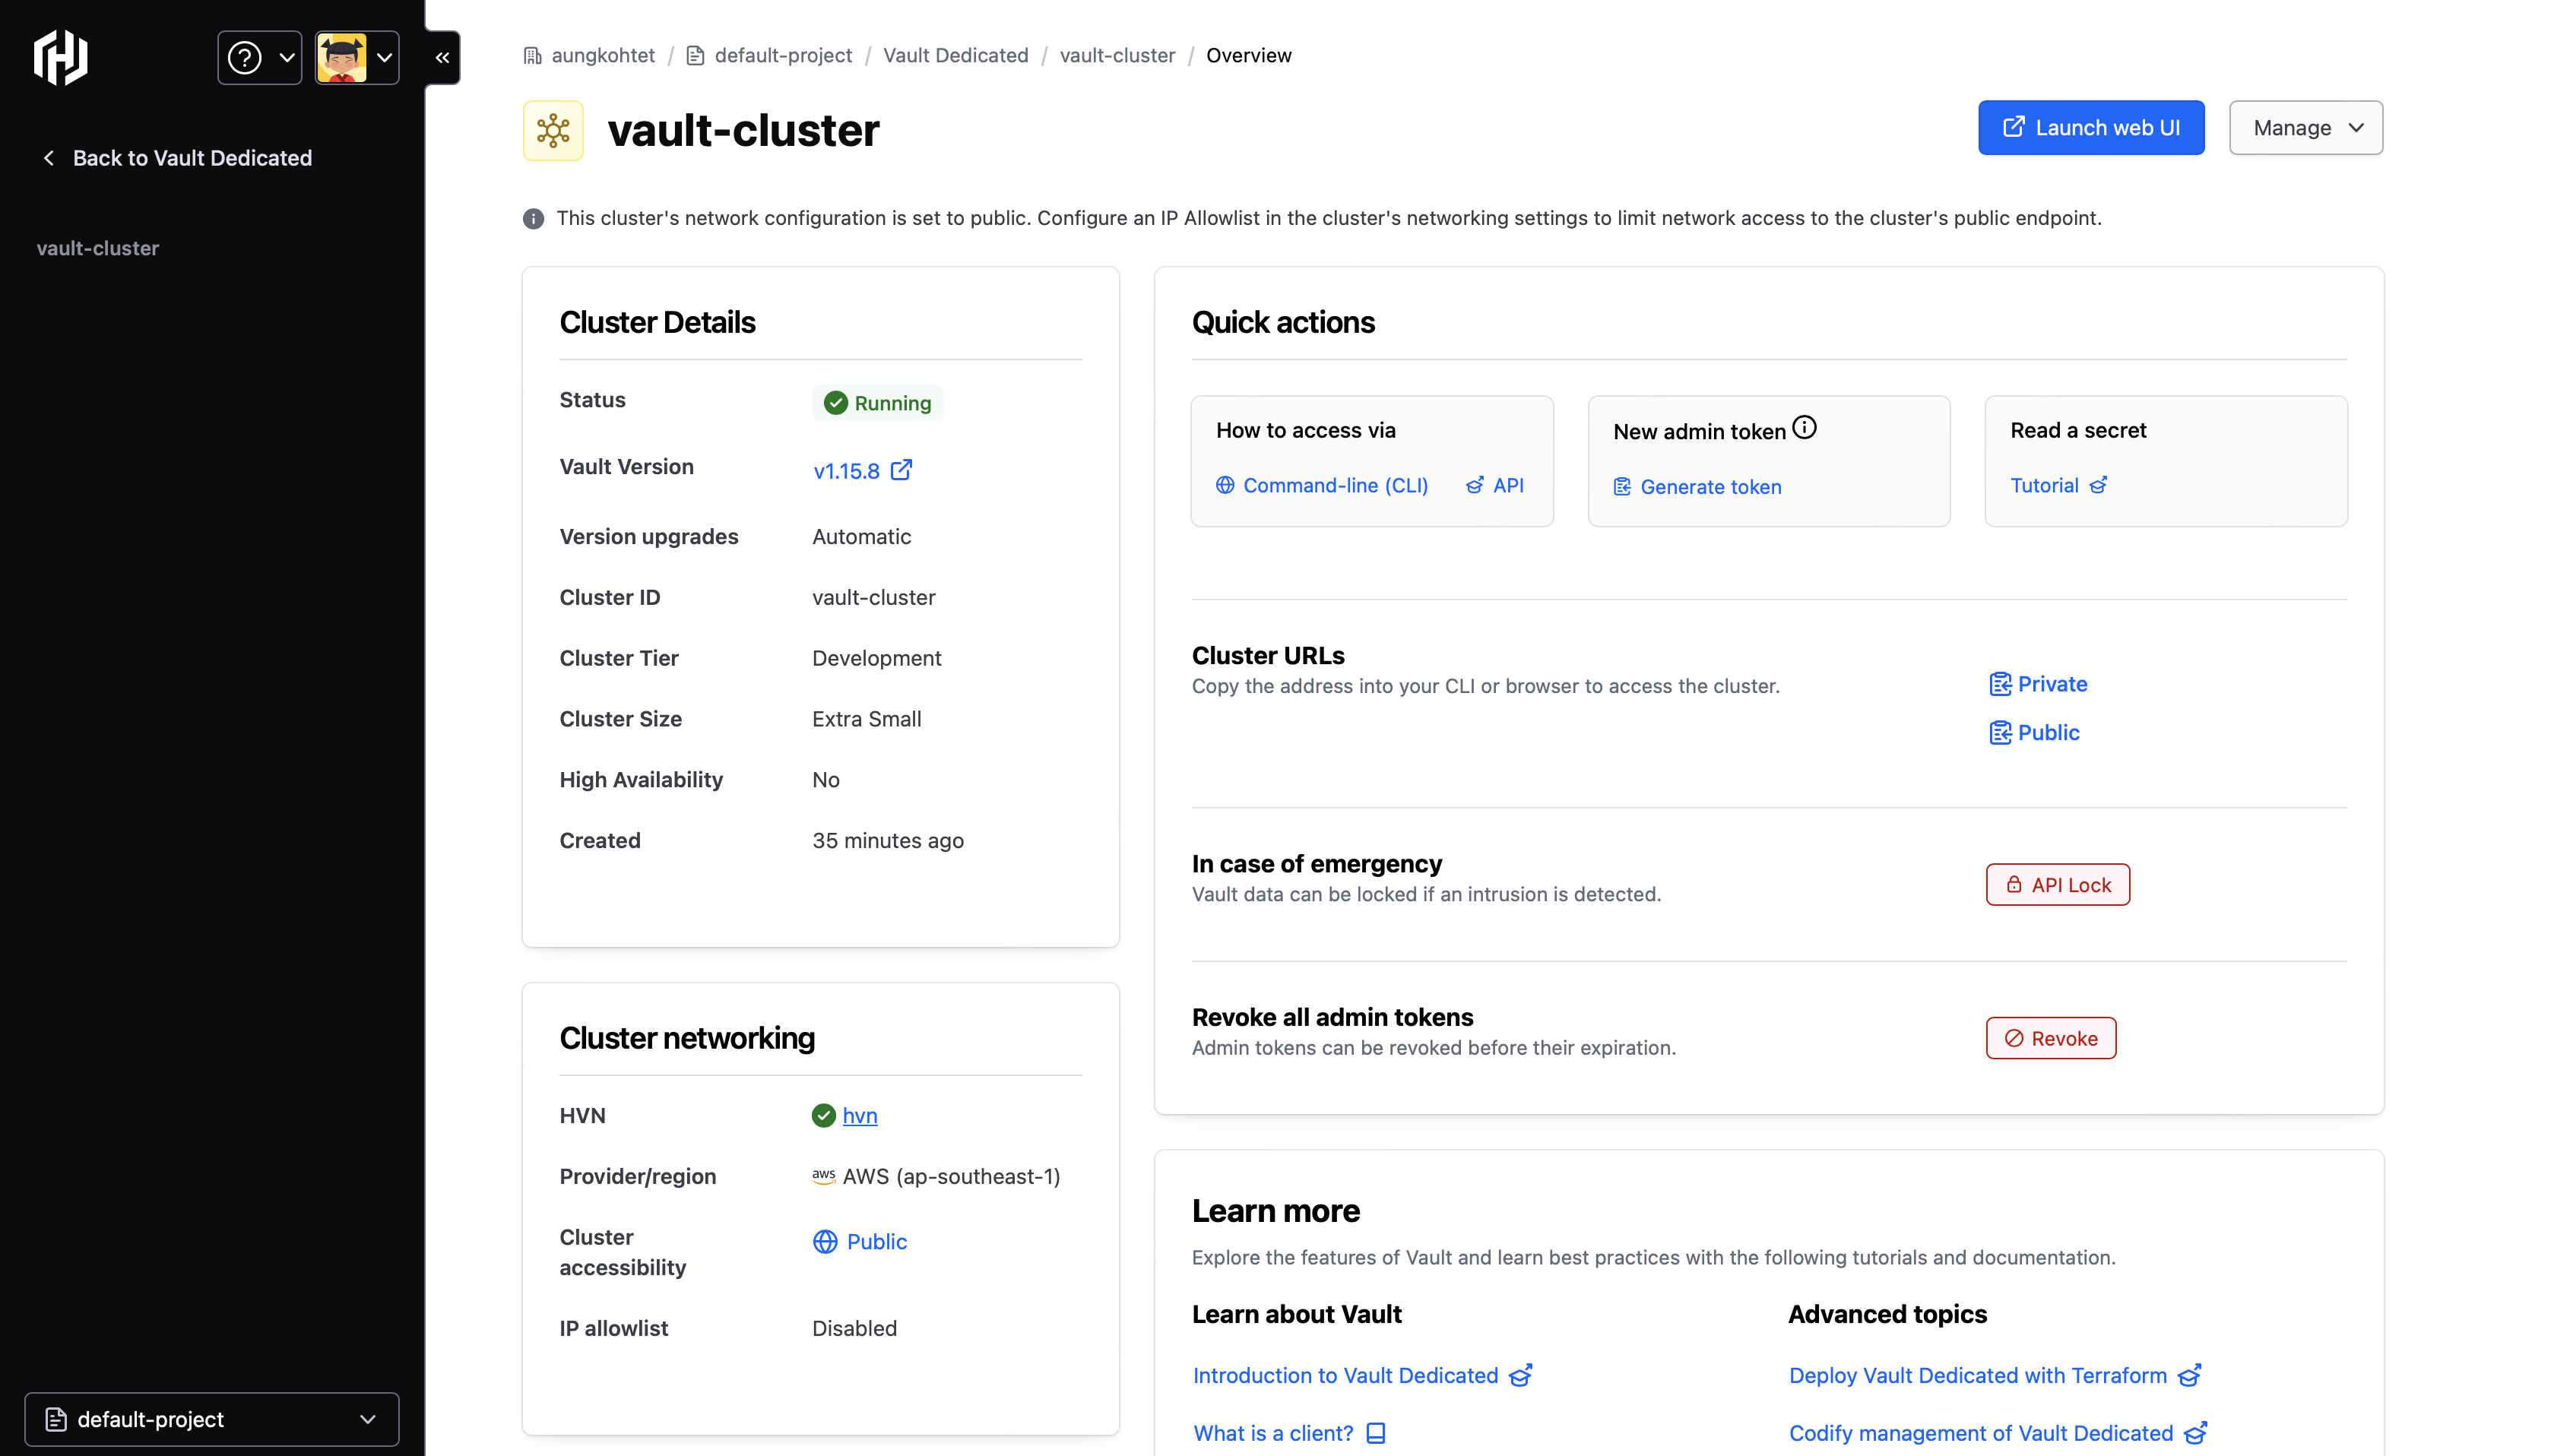 Back to Vault Dedicated
vault-cluster
default-project
aungkohtet / default-project / Vault Dedicated / vault-cluster / Overview
vault-cluster
Launch web UI
Manage
This cluster's network configuration is set to public. Configure an IP Allowlist in the cluster's networking settings to limit network access to the cluster's public endpoint.
Cluster Details
Status Running
Vault Version v1.15.8
Version upgrades Automatic
Cluster ID vault-cluster
Cluster Tier Development
Cluster Size Extra Small
High Availability No
Created 35 minutes ago
Cluster networking
HVN hvn
Provider/region aws AWS (ap-southeast-1)
Cluster
accessibility Public
IP allowlist Disabled
Quick actions
How to access via
Command-line (CLI) API
New admin token
Generate token
Read a secret
Tutorial
Cluster URLs
Copy the address into your CLI or browser to access the cluster.
Private
Public
In case of emergency
Vault data can be locked if an intrusion is detected.
API Lock
Revoke all admin tokens
Admin tokens can be revoked before their expiration.
Revoke
Learn more
Explore the features of Vault and learn best practices with the following tutorials and documentation.
Learn about Vault
Introduction to Vault Dedicated
What is a client?
Advanced topics
Deploy Vault Dedicated with Terraform
Codify management of Vault Dedicated